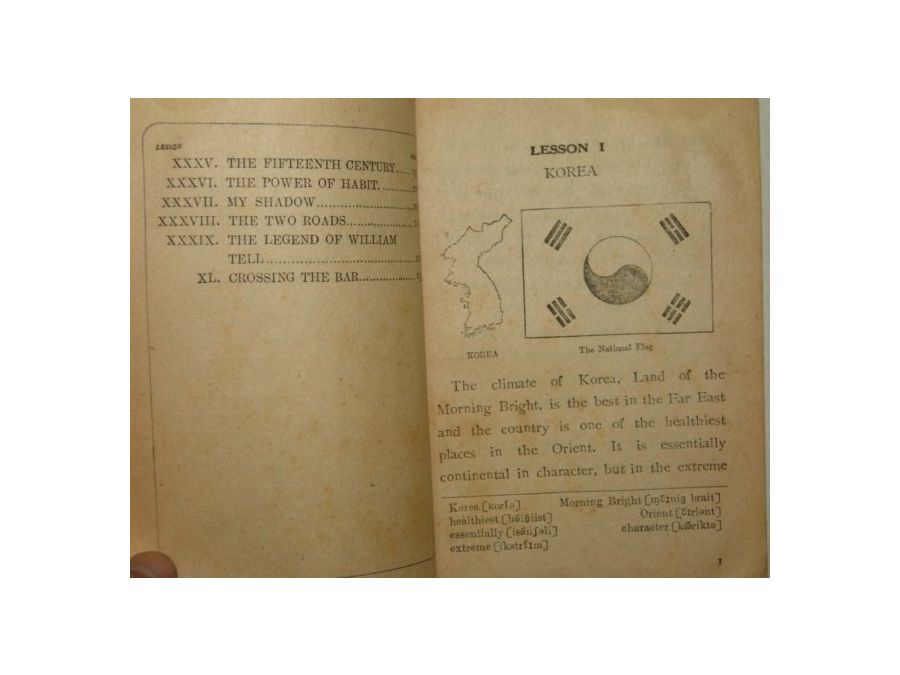 LESSON
XXXV. THE FIFTEENTH CENTURY....
XXXVI. THE POWER OF HABIT..........
XXXVII. MY SHADOW........................
XXXVIII. THE TWO ROADS..................
XXXIX. THE LEGEND OF WILLIAM
TELL....................................
XL. CROSSING THE BAR................
LESSON I
KOREA
KOREA
The National Flag
The climate of Korea, Land of the
Morning Bright, is the best in the Far East
and the country is one of the healthiest
places in the Orient. It is essentially
continental in character, but in the extreme
Korea Morning Bright
healthiest Orient
essentially character
extreme
1